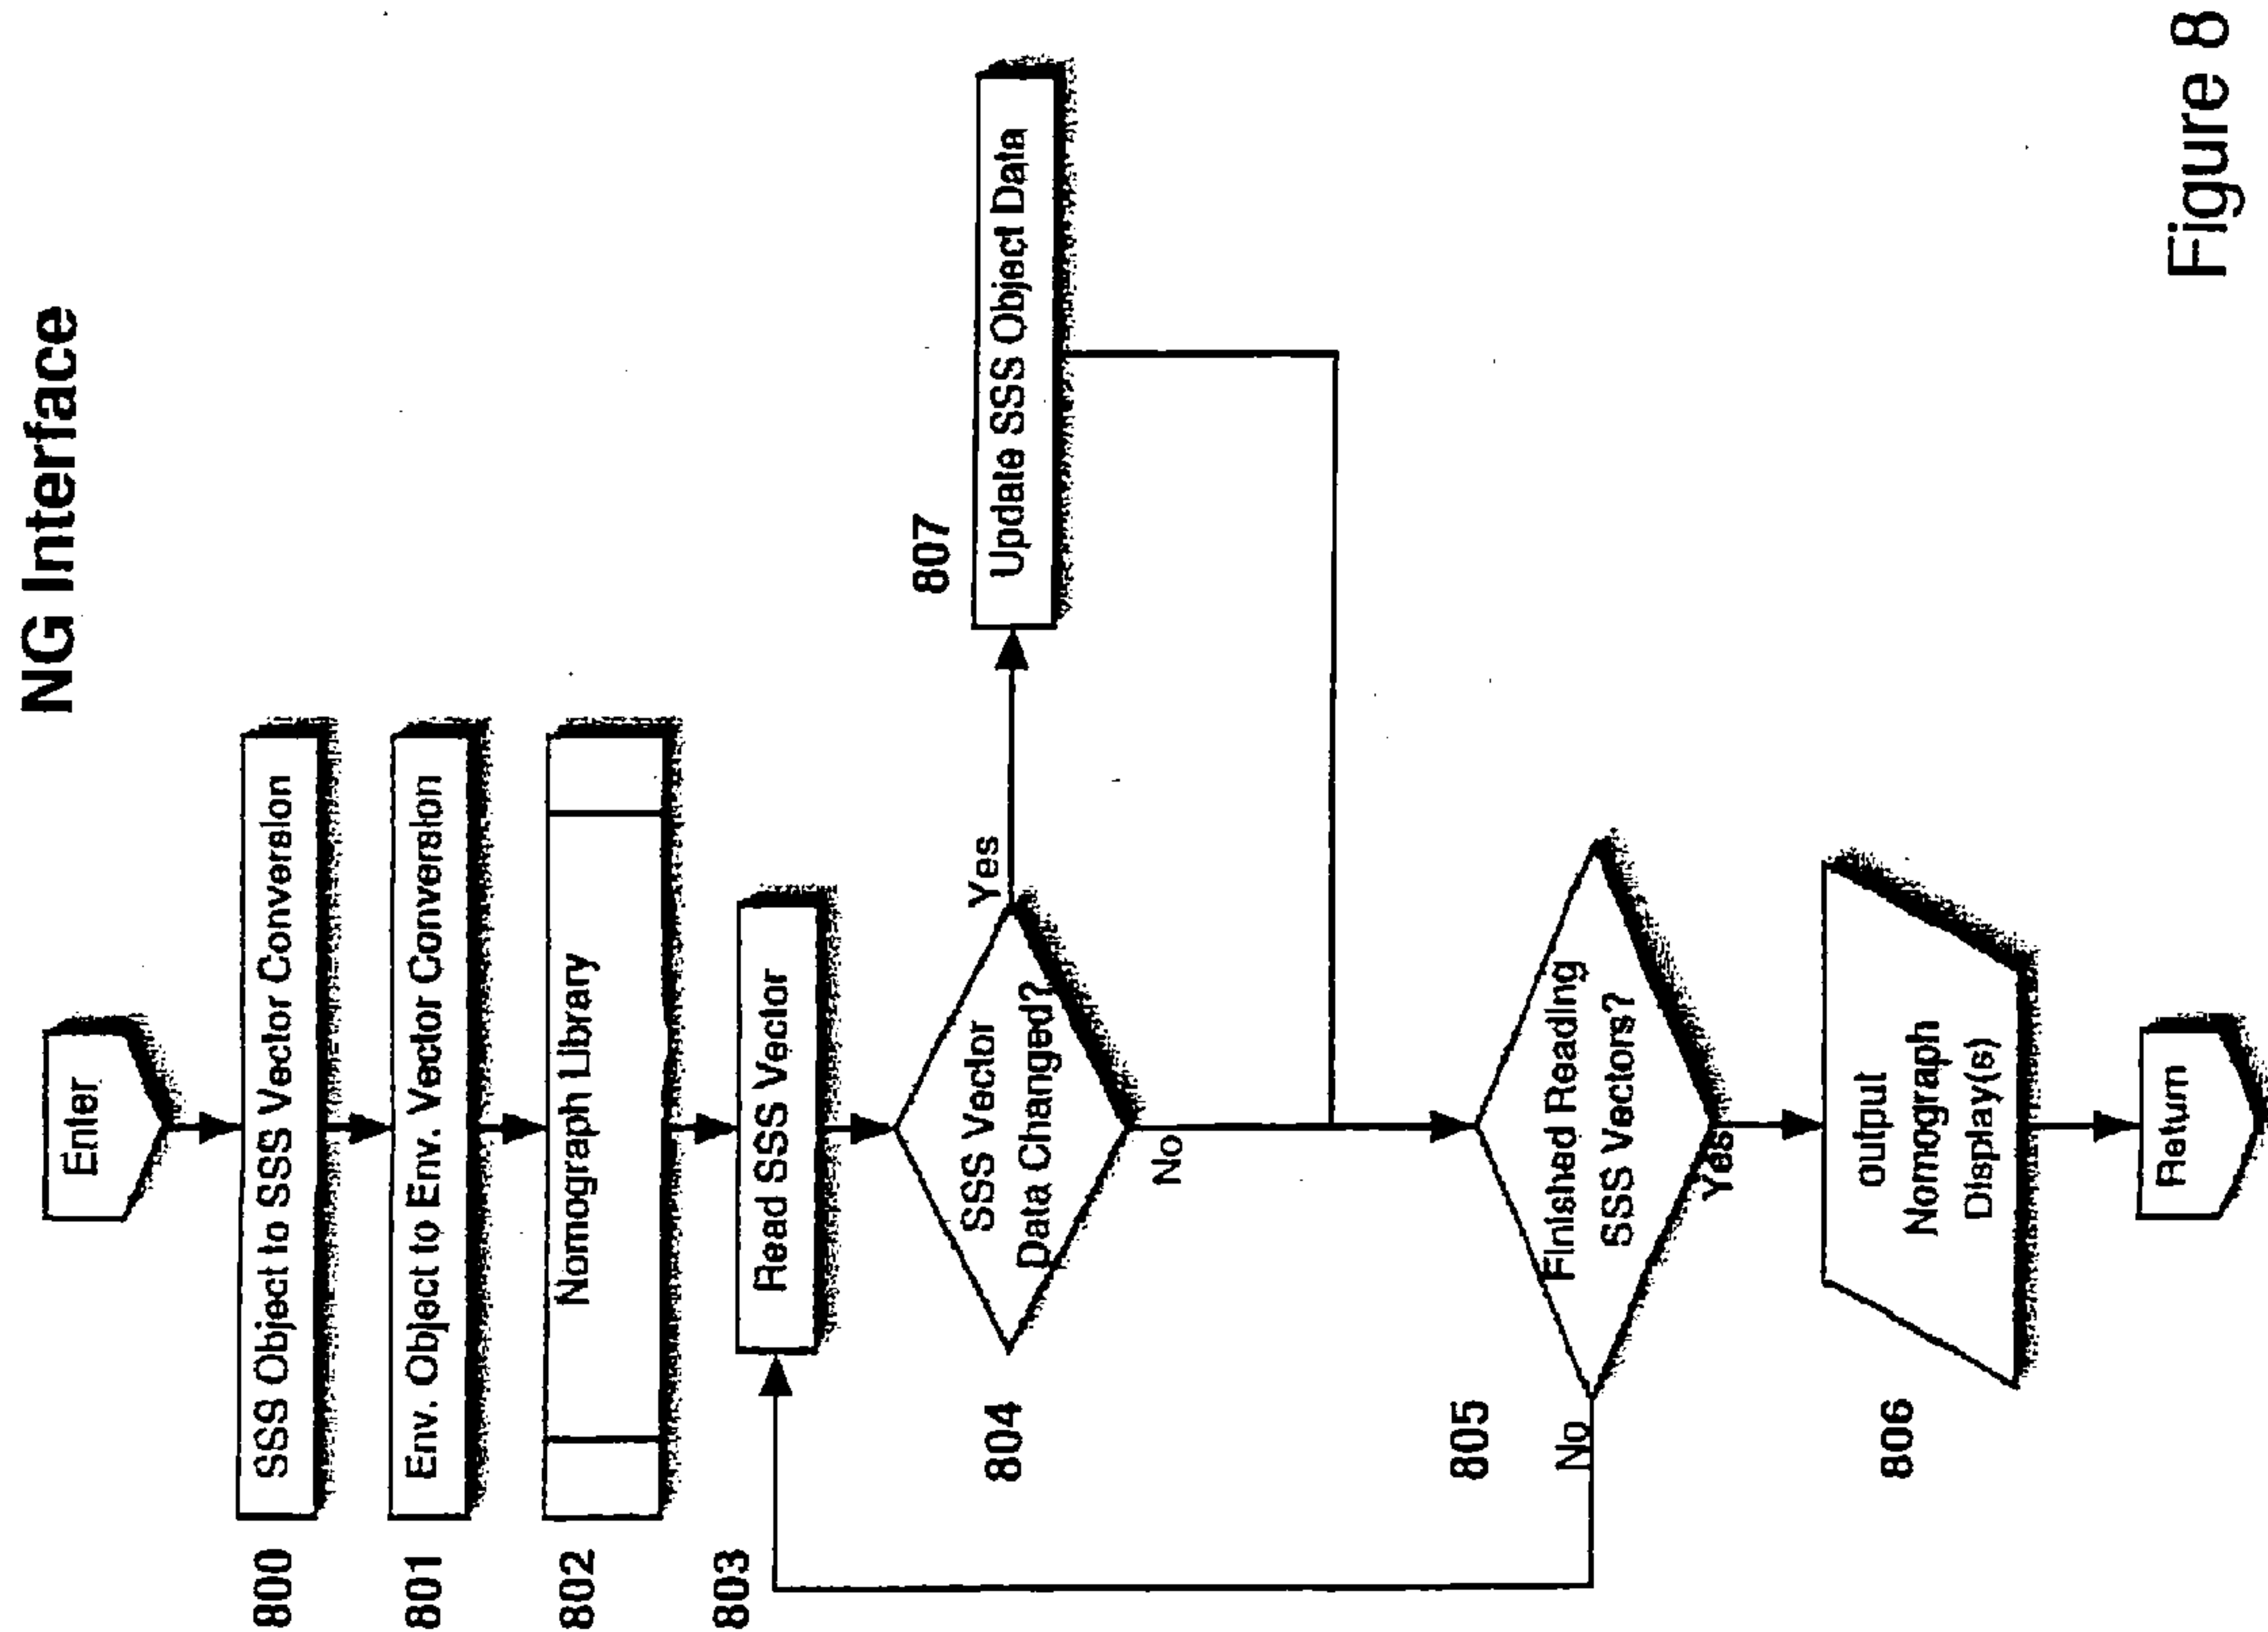 NG Interface
Enter
800
SSS Object to SSS Vector Conversion
801
Env. Object to Env. Vector Conversion
802
Nomograph Library
803
Read SSS Vector
804
SSS Vector
Data Changed?
Yes
No
807
Update SSS Object Data
805
Finished Reading
SSS Vectors?
No
Yes
806
output
Nomograph
Display(s)
Return
Figure 8